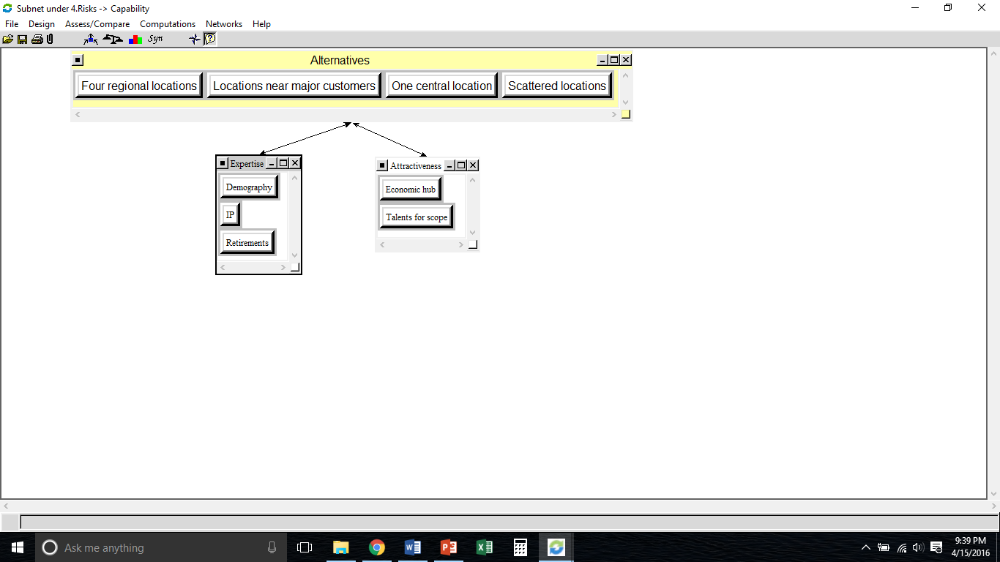 Subnet under 4.Risks -> Capability
File Design Assess/Compare Computations Networks Help
Syn
Alternatives
Four regional locations Locations near major customers One central location Scattered locations
Expertise
Demography
IP
Retirements
Attractiveness
Economic hub
Talents for scope
Ask me anything
9:39 PM
4/15/2016